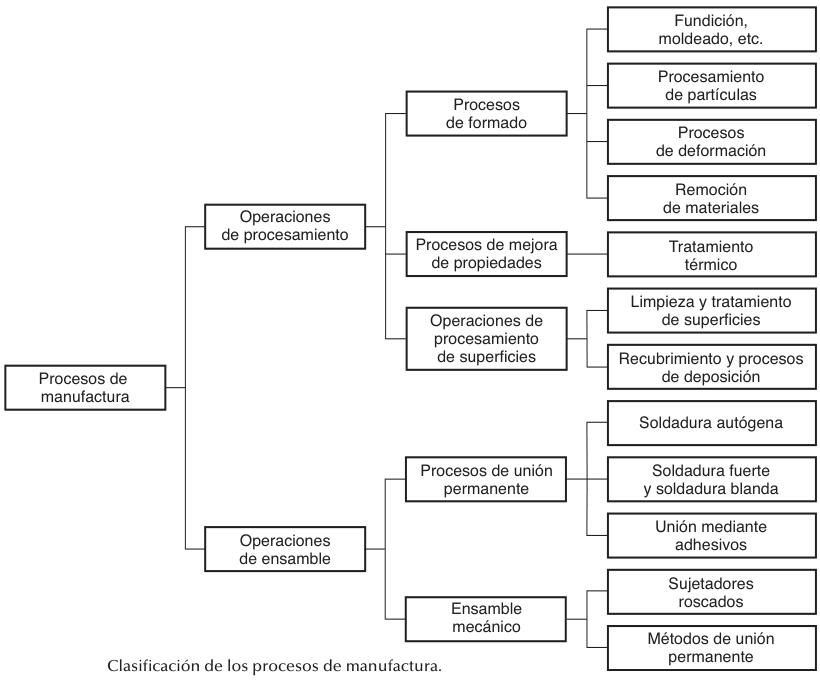 Procesos de
manufactura
Operaciones
de procesamiento
Procesos
de formado
Fundición,
moldeado, etc.
Procesamiento
de partículas
Procesos
de deformación
Remoción
de materiales
Procesos de mejora
de propiedades
Tratamiento
térmico
Operaciones de
procesamiento
de superficies
Limpieza y tratamiento
de superficies
Recubrimiento y procesos
de deposición
Operaciones
de ensamble
Procesos de unión
permanente
Soldadura autógena
Soldadura fuerte
y soldadura blanda
Unión mediante
adhesivos
Ensamble
mecánico
Sujetadores
roscados
Métodos de unión
permanente
Clasificación de los procesos de manufactura.